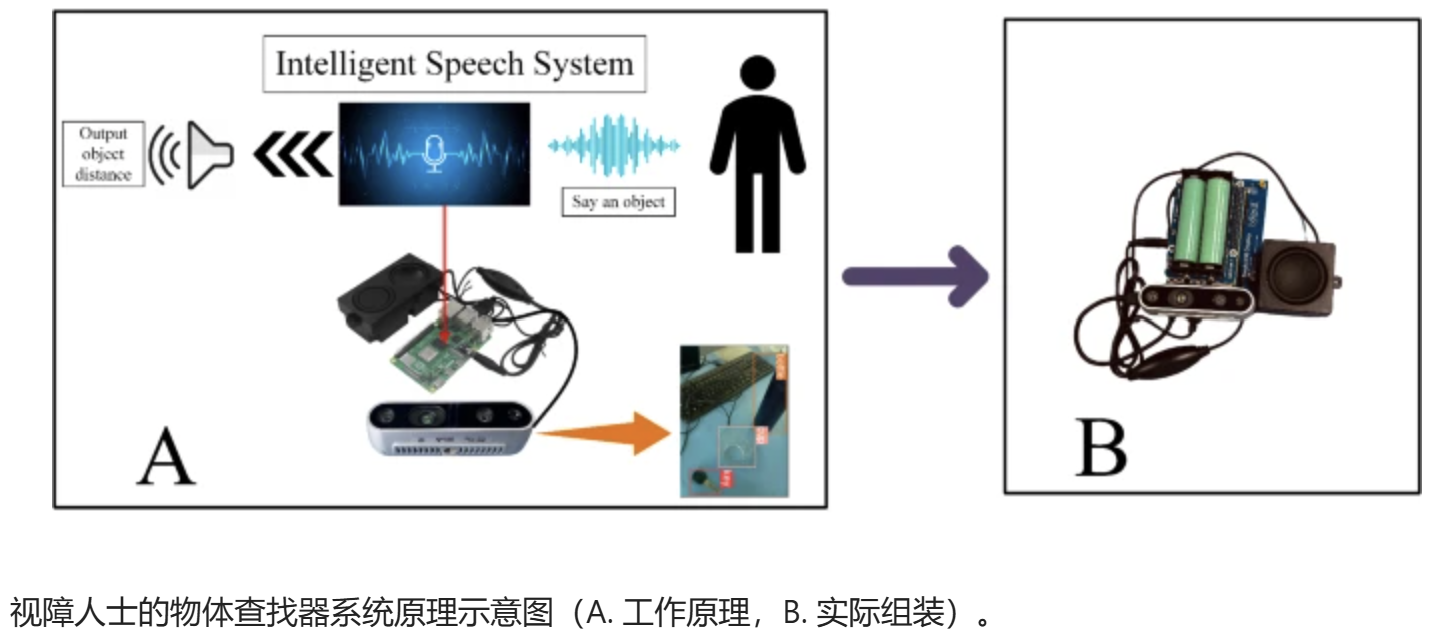 Intelligent Speech System
Output
object
distance
Say an object
A
B
视障人士的物体查找器系统原理示意图（A. 工作原理，B. 实际组装）。